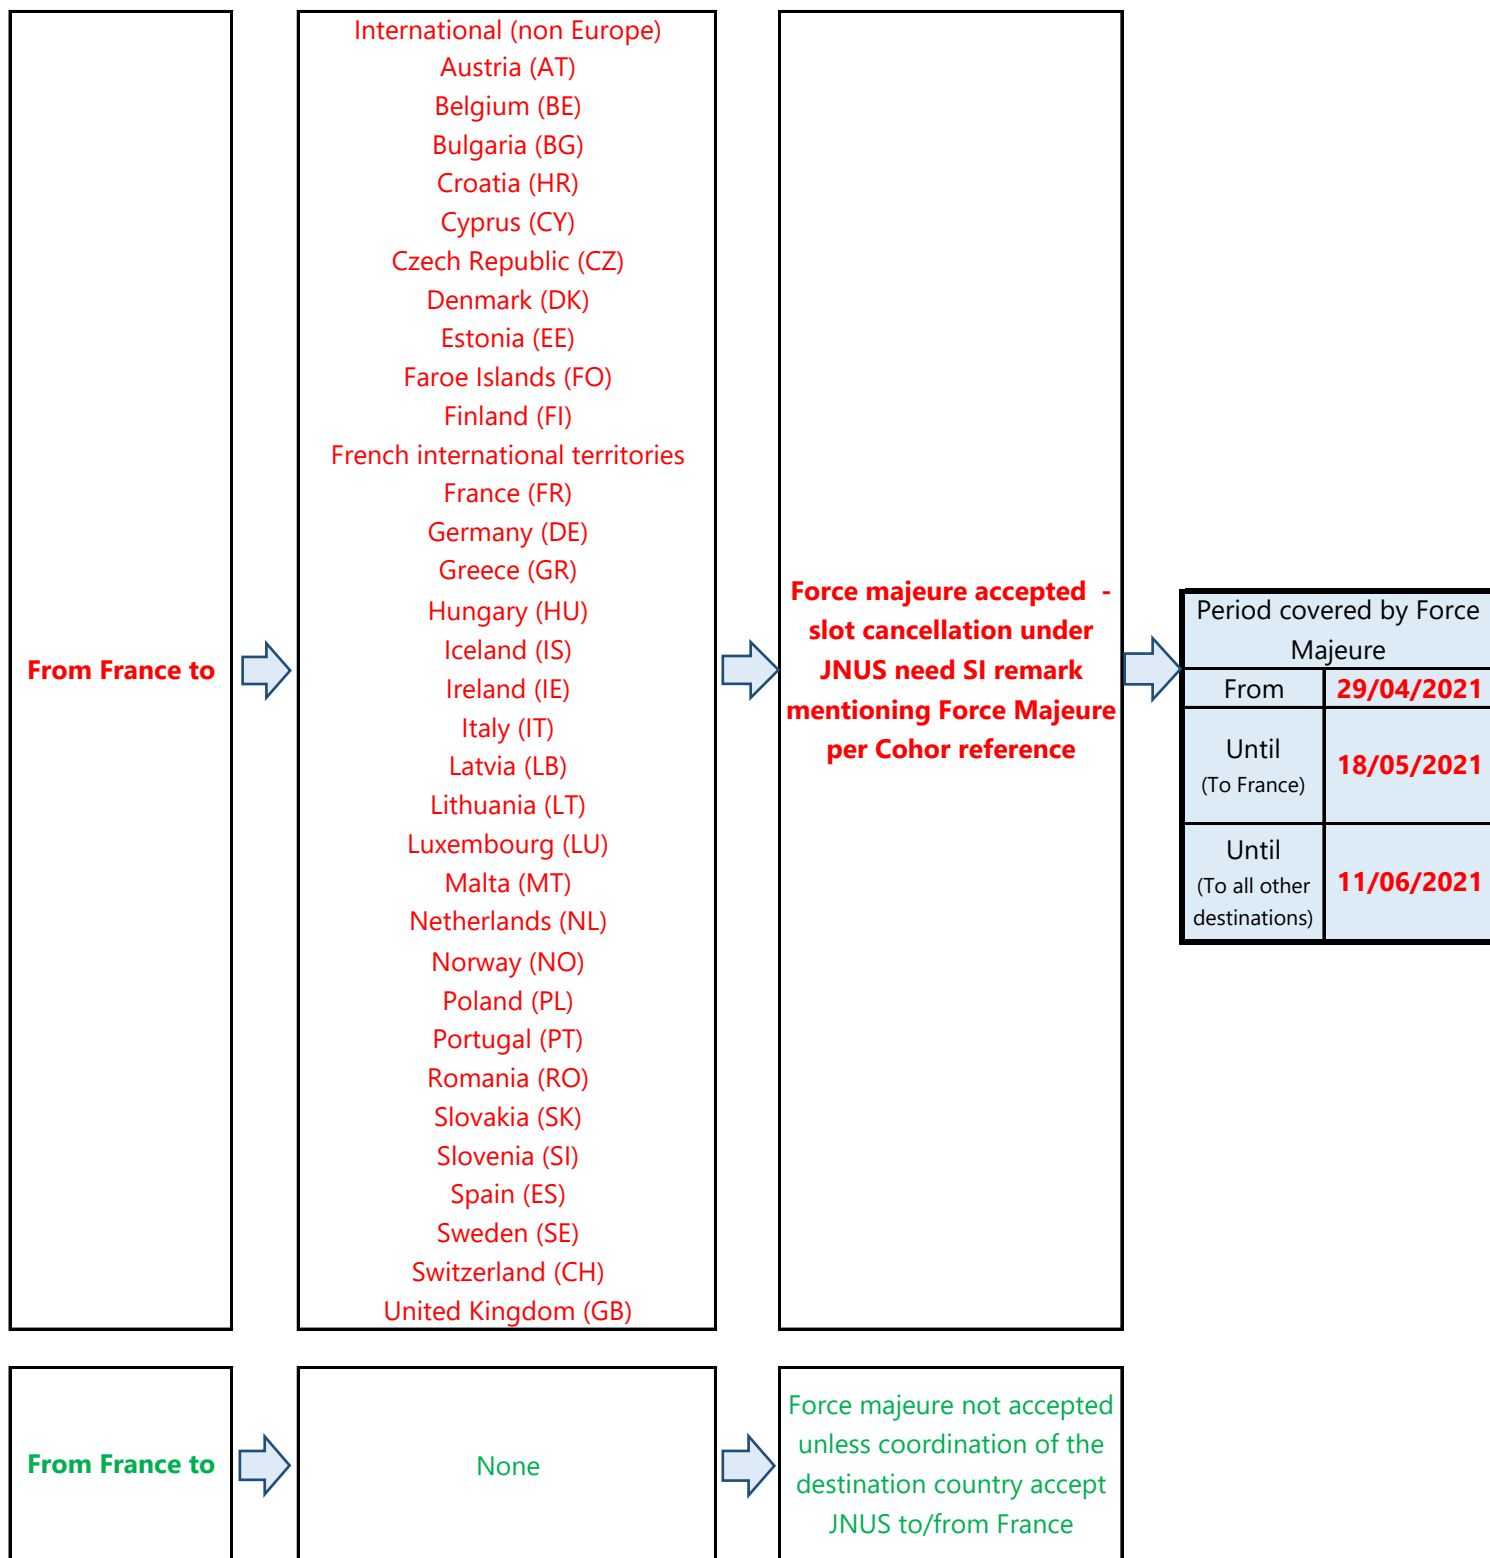 From France to
International (non Europe)
Austria (AT)
Belgium (BE)
Bulgaria (BG)
Croatia (HR)
Cyprus (CY)
Czech Republic (CZ)
Denmark (DK)
Estonia (EE)
Faroe Islands (FO)
Finland (FI)
French international territories
France (FR)
Germany (DE)
Greece (GR)
Hungary (HU)
Iceland (IS)
Ireland (IE)
Italy (IT)
Latvia (LB)
Lithuania (LT)
Luxembourg (LU)
Malta (MT)
Netherlands (NL)
Norway (NO)
Poland (PL)
Portugal (PT)
Romania (RO)
Slovakia (SK)
Slovenia (SI)
Spain (ES)
Sweden (SE)
Switzerland (CH)
United Kingdom (GB)
Force majeure accepted -
slot cancellation under
JNUS need SI remark
mentioning Force Majeure
per Cohor reference
Period covered by Force
Majeure
From 29/04/2021
Until
(To France)
18/05/2021
Until
(To all other
destinations)
11/06/2021
From France to
None
Force majeure not accepted
unless coordination of the
destination country accept
JNUS to/from France